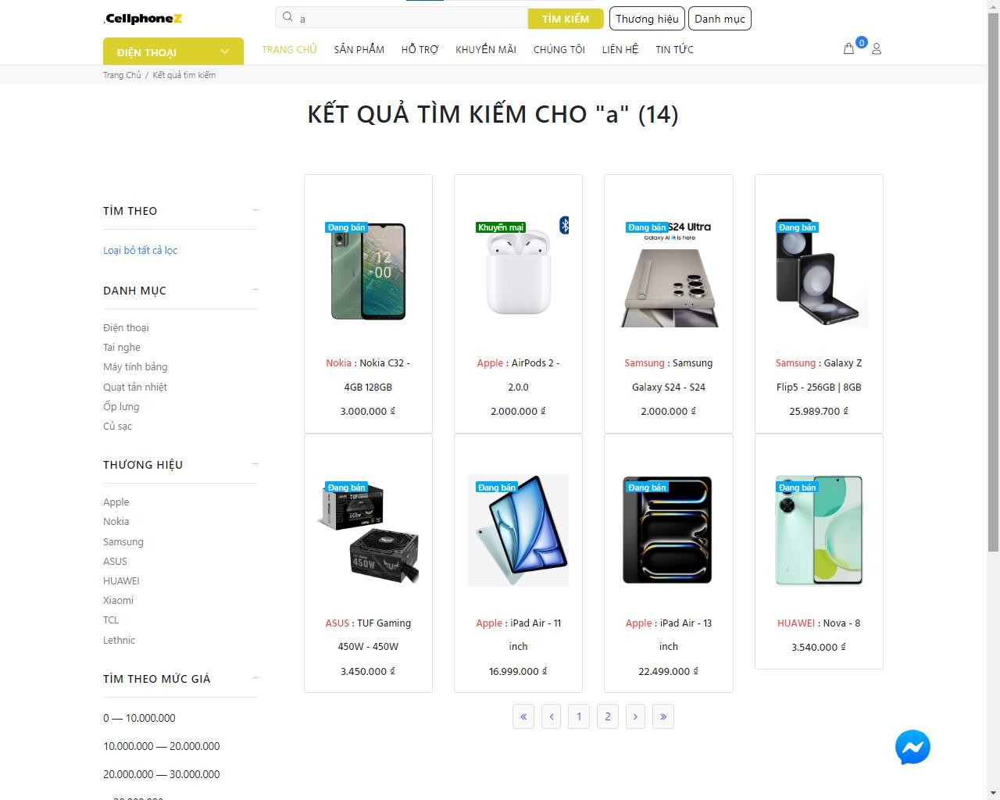 .CellphoneZ
a
TÌM KIẾM
Thương hiệu
Danh mục
ĐIỆN THOẠI
TRANG CHỦ
SẢN PHẨM
HỖ TRỢ
KHUYẾN MÃI
CHÚNG TÔI
LIÊN HỆ
TIN TỨC
0
Trang Chủ / Kết quả tìm kiếm
KẾT QUẢ TÌM KIẾM CHO "a" (14)
TÌM THEO
Loại bỏ tất cả lọc
DANH MỤC
Điện thoại
Tai nghe
Máy tính bảng
Quạt tản nhiệt
Ốp lưng
Củ sạc
THƯƠNG HIỆU
Apple
Nokia
Samsung
ASUS
HUAWEI
Xiaomi
TCL
Lethnic
TÌM THEO MỨC GIÁ
0 — 10.000.000
10.000.000 — 20.000.000
20.000.000 — 30.000.000
Đang bán
12
00
Nokia : Nokia C32 -
4GB 128GB
3.000.000 ₫
Khuyến mại
Apple : AirPods 2 -
2.0.0
2.000.000 ₫
Đang bán
S24 Ultra
Galaxy AI is here
Samsung : Samsung
Galaxy S24 - S24
2.000.000 ₫
Đang bán
Samsung : Galaxy Z
Flip5 - 256GB | 8GB
25.989.700 ₫
Đang bán
TUF GAMING
450W
450W
ASUS : TUF Gaming
450W - 450W
3.450.000 ₫
Đang bán
Apple : iPad Air - 11
inch
16.999.000 ₫
Đang bán
Apple : iPad Air - 13
inch
22.499.000 ₫
Đang bán
HUAWEI : Nova - 8
3.540.000 ₫
« ‹ 1 2 › »